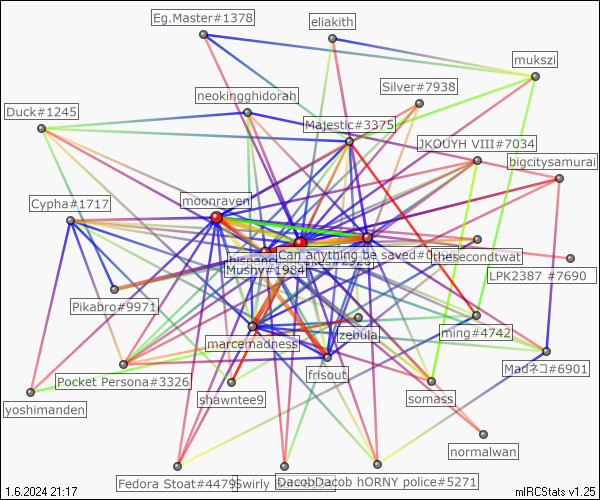 Eg.Master#1378
eliakith
mukszi
Silver#7938
neokingghidorah
Duck#1245
Majestic#3375
JKOUYH VIII#7034
bigcitysamurai
moonraven
Cypha#1717
Can anything be saved#0
thesecondtwat
Mushy#1984
LPK2387 #7690
Pikabro#9971
zebula
ming#4742
marcemadness
Madネコ#6901
frisout
Pocket Persona#3326
shawntee9
somass
yoshimanden
normalwan
Fedora Stoat#4479
Swirly
DacobDacob hORNY police#5271
1.6.2024 21:17
mIRCStats v1.25